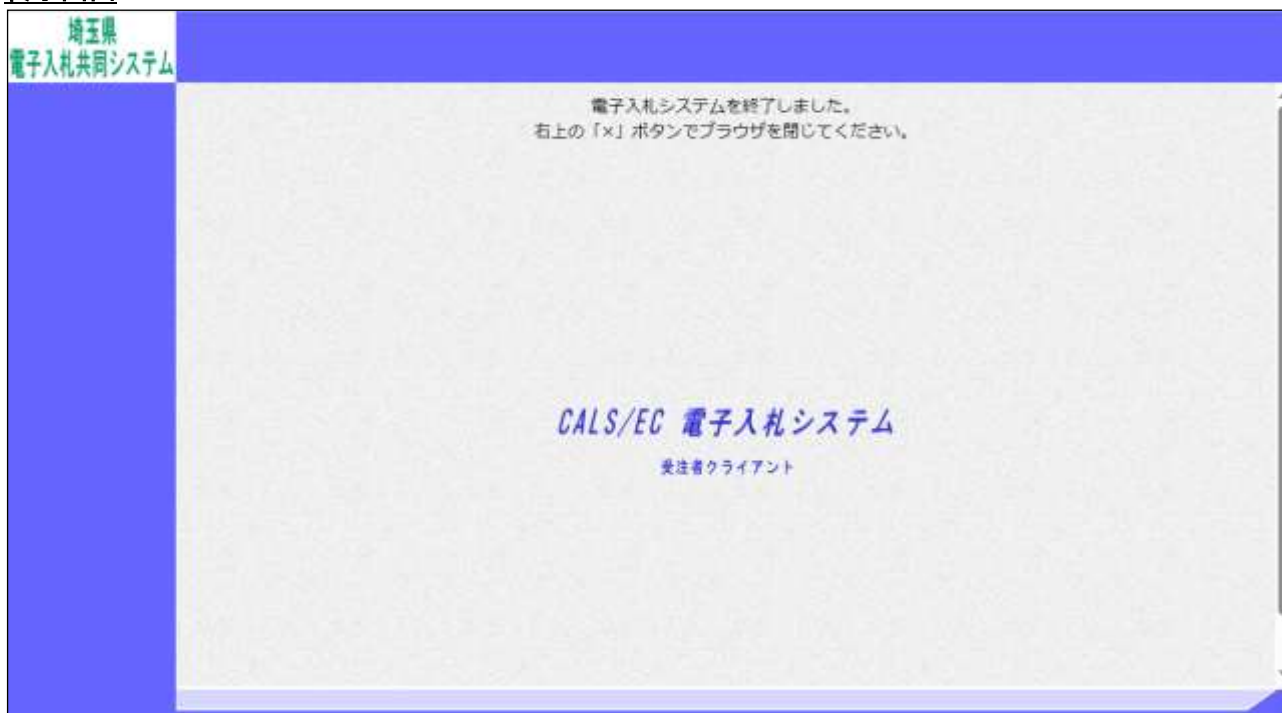 埼玉県
電子入札共同システム
電子入札システムを終了しました。
右上の「×」ボタンでブラウザを閉じてください。
CALS/EC 電子入札システム
受注者クライアント